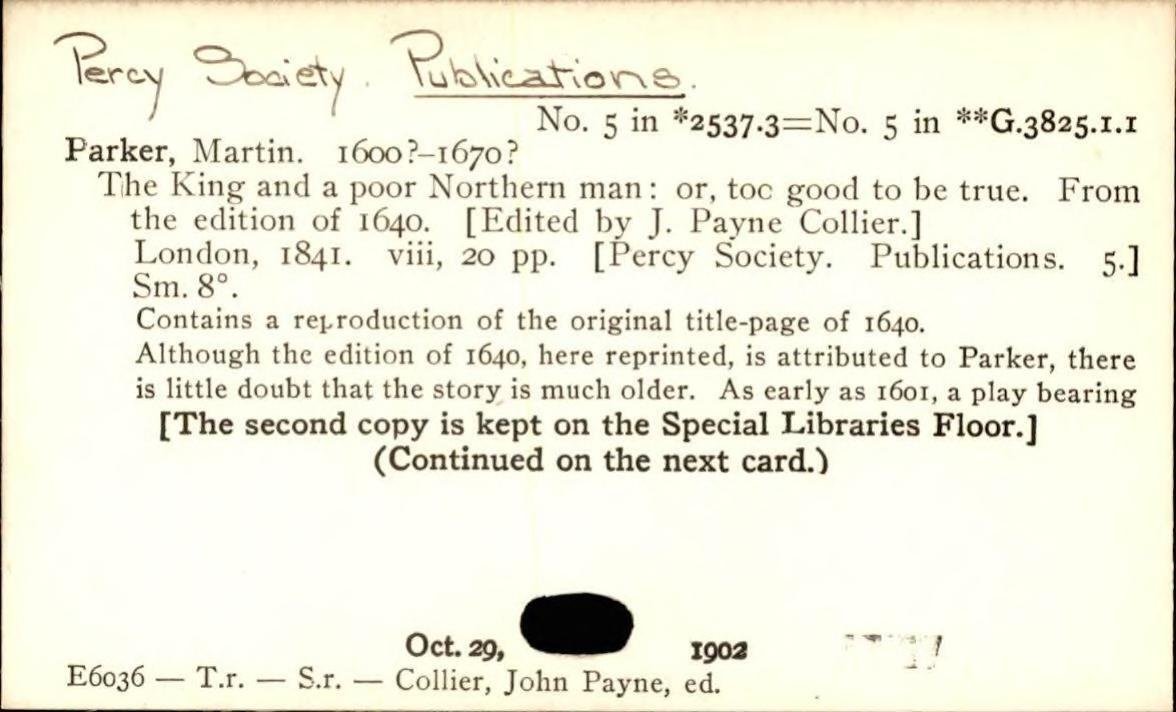 Percy Society. Publications.
No. 5 in *2537.3=No. 5 in **G.3825.1.1
Parker, Martin. 1600?-1670?
The King and a poor Northern man: or, toc good to be true. From
the edition of 1640. [Edited by J. Payne Collier.]
London, 1841. viii, 20 pp. [Percy Society. Publications. 5.]
Sm. 8°.
Contains a reproduction of the original title-page of 1640.
Although the edition of 1640, here reprinted, is attributed to Parker, there
is little doubt that the story is much older. As early as 1601, a play bearing
[The second copy is kept on the Special Libraries Floor.]
(Continued on the next card.)
Oct. 29, 1902
E6036 — T.r. — S.r. — Collier, John Payne, ed.